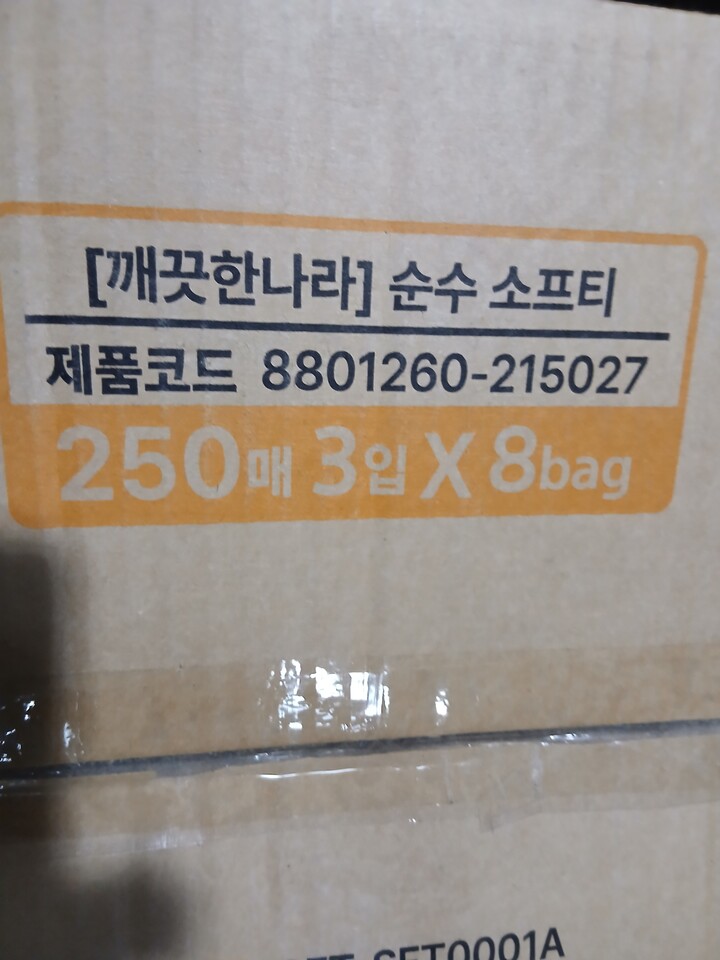 [깨끗한나라] 순수 소프티
제품코드 8801260-215027
250매 3입 X 8bag